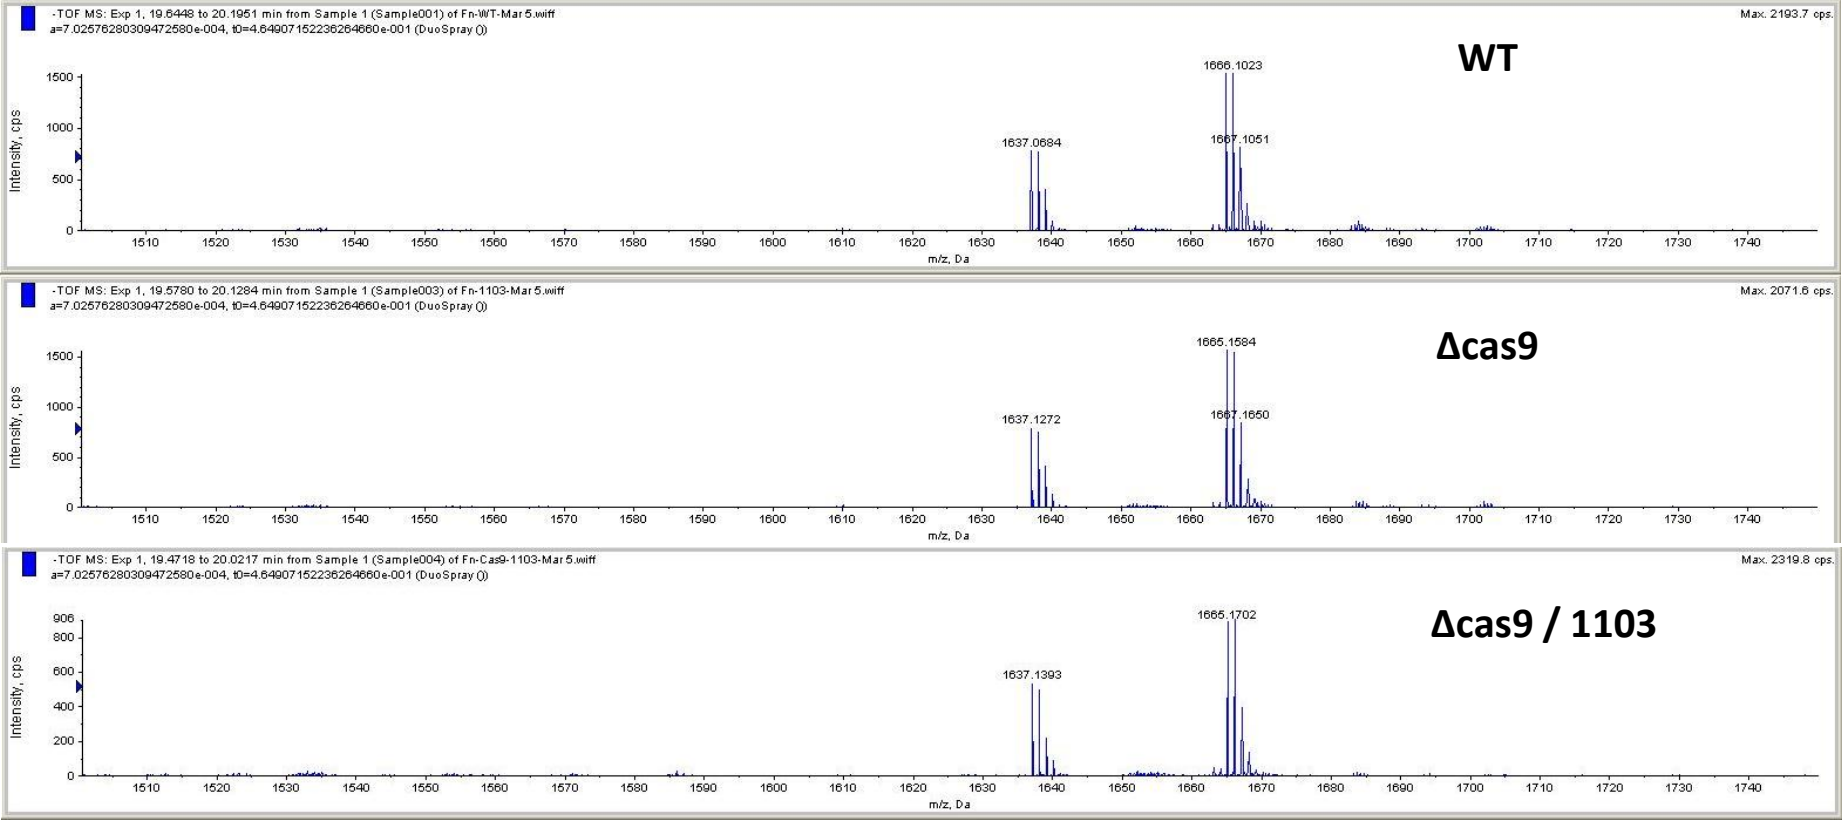 -TOF MS: Exp 1, 19.6448 to 20.1951 min from Sample 1 (Sample001) of Fn-WT-Mar5.wiff
Max. 2193.7 cps.
a=7.02576280309472580e-004, t0=4.64907152236264660e-001 (DuoSpray ())
WT
1666.1023
1667.1051
1637.0684
Intensity, cps
1500
1000
500
0
1510 1520 1530 1540 1550 1560 1570 1580 1590 1600 1610 1620 1630 1640 1650 1660 1670 1680 1690 1700 1710 1720 1730 1740
m/z, Da
-TOF MS: Exp 1, 19.5780 to 20.1284 min from Sample 1 (Sample003) of Fn-1103-Mar5.wiff
Max. 2071.6 cps.
a=7.02576280309472580e-004, t0=4.64907152236264660e-001 (DuoSpray ())
Δcas9
1665.1584
1667.1650
1637.1272
Intensity, cps
1500
1000
500
0
1510 1520 1530 1540 1550 1560 1570 1580 1590 1600 1610 1620 1630 1640 1650 1660 1670 1680 1690 1700 1710 1720 1730 1740
m/z, Da
-TOF MS: Exp 1, 19.4718 to 20.0217 min from Sample 1 (Sample004) of Fn-Cas9-1103-Mar5.wiff
Max. 2319.8 cps.
a=7.02576280309472580e-004, t0=4.64907152236264660e-001 (DuoSpray ())
Δcas9 / 1103
1665.1702
1637.1393
Intensity, cps
906
800
600
400
200
0
1510 1520 1530 1540 1550 1560 1570 1580 1590 1600 1610 1620 1630 1640 1650 1660 1670 1680 1690 1700 1710 1720 1730 1740
m/z, Da